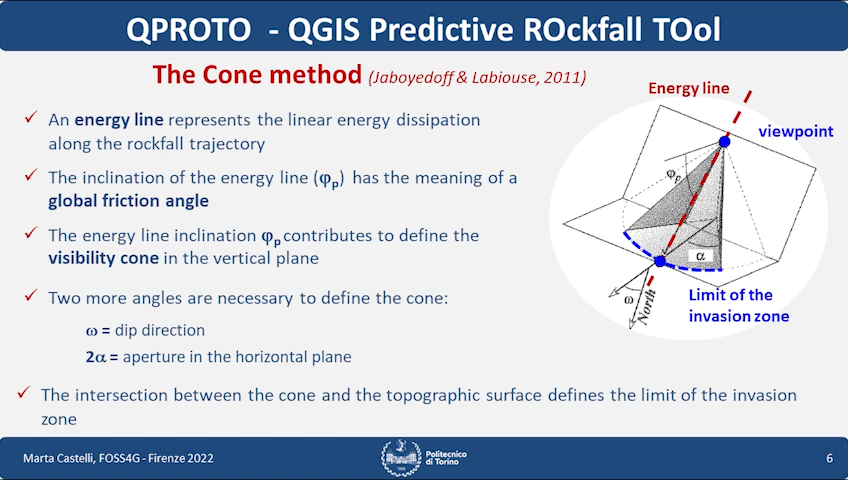 QPROTO - QGIS Predictive ROckfall TOol
The Cone method (Jaboyedoff & Labiouse, 2011)
✓ An energy line represents the linear energy dissipation
along the rockfall trajectory
✓ The inclination of the energy line (φp) has the meaning of a
global friction angle
✓ The energy line inclination φp contributes to define the
visibility cone in the vertical plane
✓ Two more angles are necessary to define the cone:
ω = dip direction
2α = aperture in the horizontal plane
✓ The intersection between the cone and the topographic surface defines the limit of the invasion
zone
Energy line
viewpoint
φp
α
ω
North
Limit of the
invasion zone
Marta Castelli, FOSS4G - Firenze 2022
Politecnico
di Torino
6